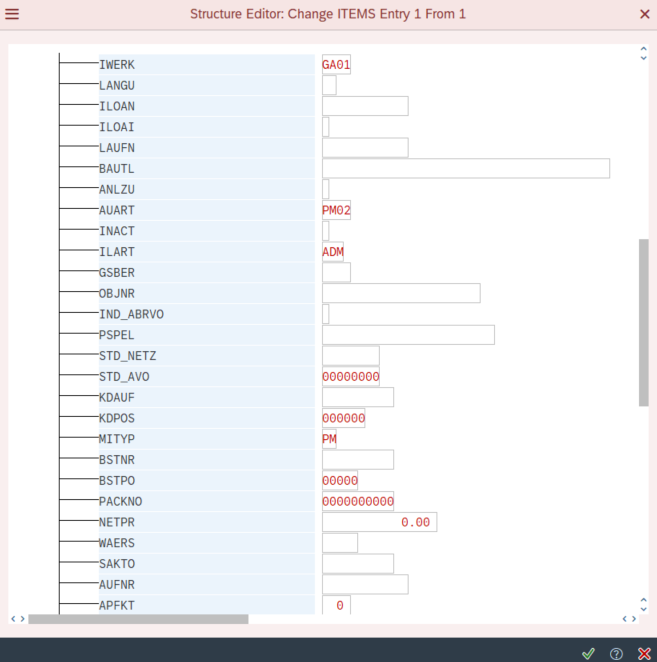 Structure Editor: Change ITEMS Entry 1 From 1
IWERK GA01
LANGU
ILOAN
ILOAI
LAUFN
BAUTL
ANLZU
AUART PM02
INACT
ILART ADM
GSBER
OBJNR
IND_ABRVO
PSPEL
STD_NETZ
STD_AVO 00000000
KDAUF
KDPOS 000000
MITYP PM
BSTNR
BSTPO 00000
PACKNO 0000000000
NETPR 0.00
WAERS
SAKTO
AUFNR
APFKT 0